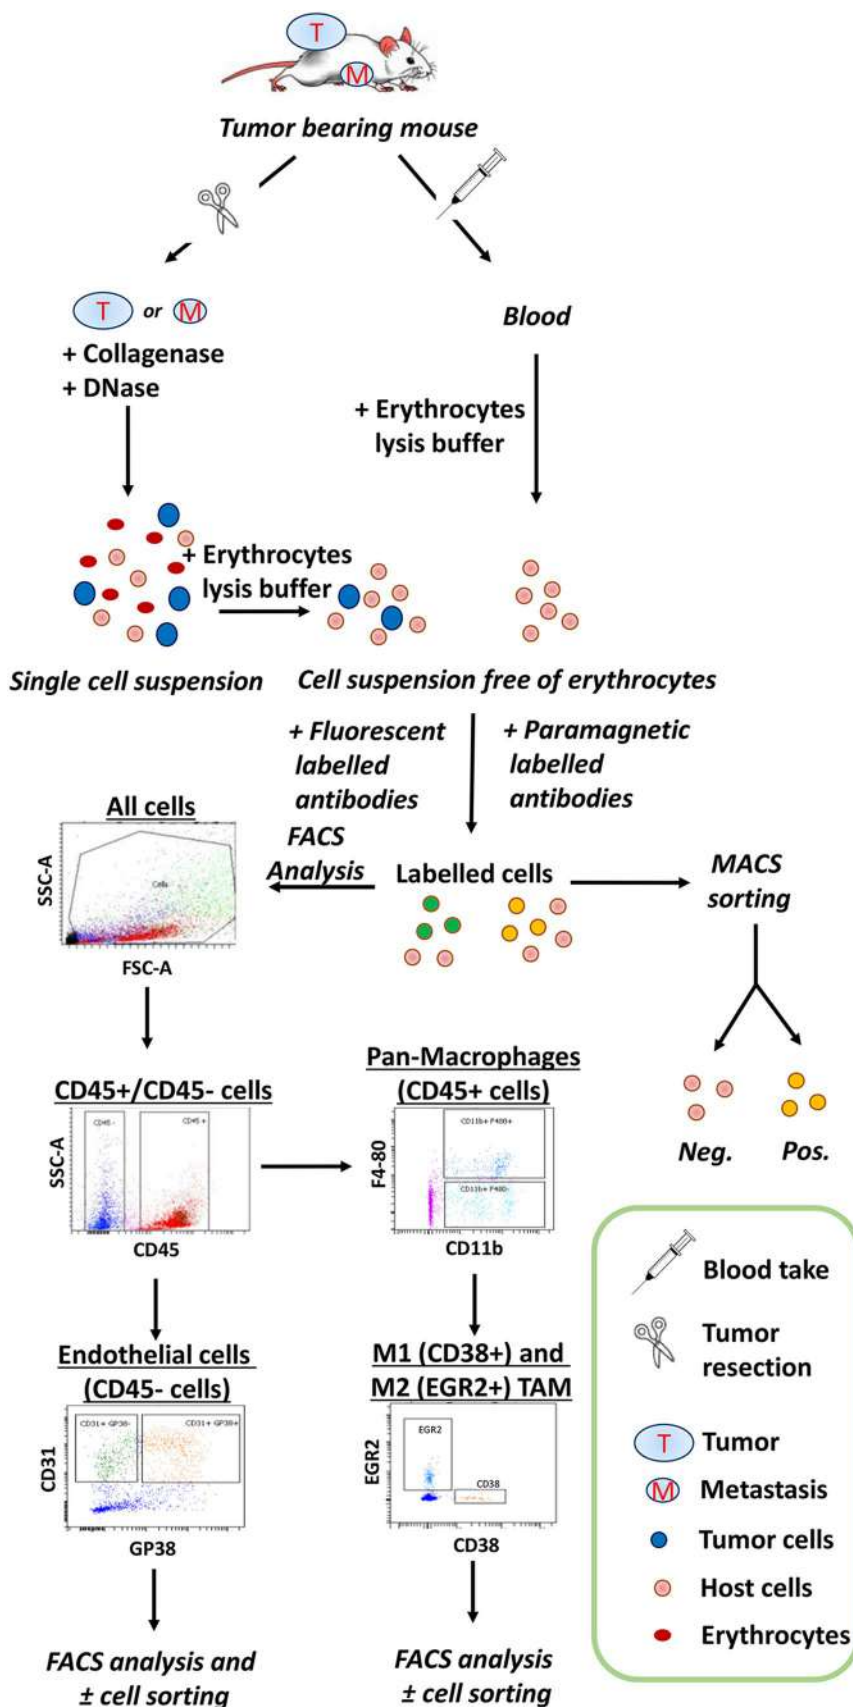 T
M
Tumor bearing mouse
T or M
+ Collagenase
+ DNase
Blood
+ Erythrocytes
lysis buffer
+ Erythrocytes
lysis buffer
Single cell suspension
Cell suspension free of erythrocytes
+ Fluorescent
labelled
antibodies
+ Paramagnetic
labelled
antibodies
All cells
SSC-A
Cells
FSC-A
FACS
Analysis
Labelled cells
MACS
sorting
Neg.
Pos.
CD45+/CD45- cells
SSC-A
CD45 -
CD45 +
CD45
Pan-Macrophages
(CD45+ cells)
F4-80
CD11b+ F480+
CD11b+ F480-
CD11b
Endothelial cells
(CD45- cells)
CD31
CD31+ GP38-
CD31+ GP38+
GP38
M1 (CD38+) and
M2 (EGR2+) TAM
EGR2
EGR2
CD38
CD38
FACS analysis and
± cell sorting
FACS analysis
± cell sorting
Blood take
Tumor
resection
T Tumor
M Metastasis
Tumor cells
Host cells
Erythrocytes